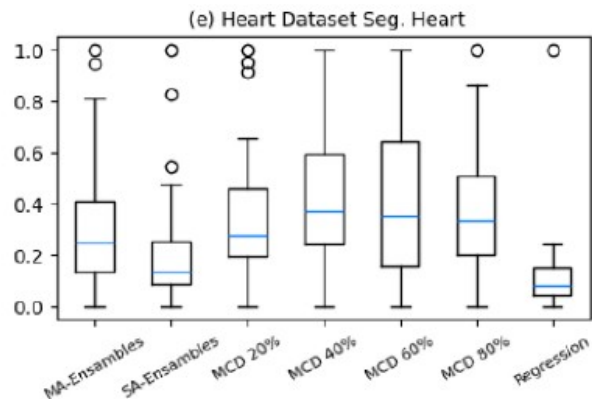 (e) Heart Dataset Seg. Heart
1.0
0.8
0.6
0.4
0.2
0.0
MA-Ensambles
SA-Ensambles
MCD 20%
MCD 40%
MCD 60%
MCD 80%
Regression